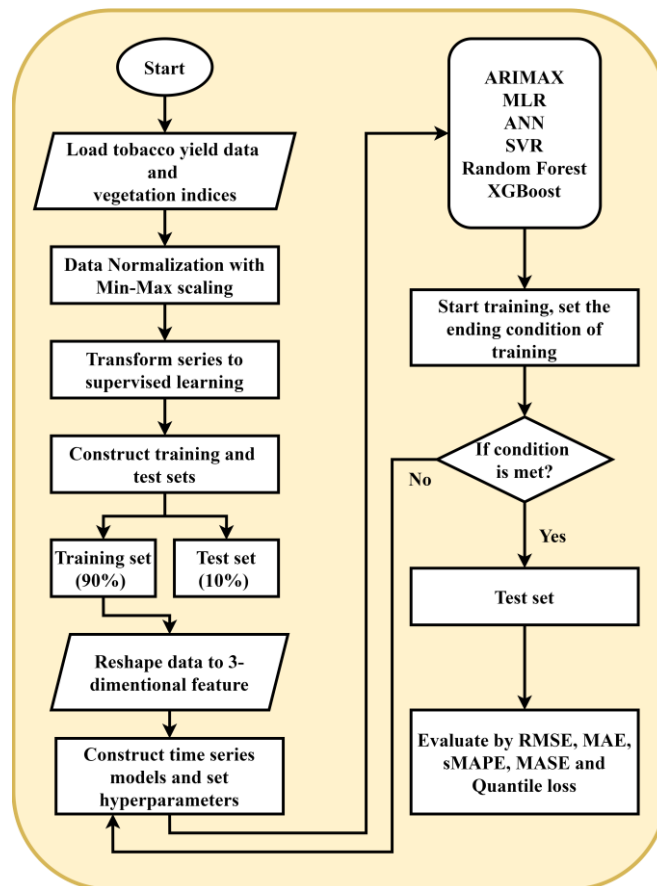 Start
Load tobacco yield data
and
vegetation indices
Data Normalization with
Min-Max scaling
Transform series to
supervised learning
Construct training and
test sets
Training set
(90%)
Test set
(10%)
Reshape data to 3-
dimentional feature
Construct time series
models and set
hyperparameters
ARIMAX
MLR
ANN
SVR
Random Forest
XGBoost
Start training, set the
ending condition of
training
If condition
is met?
No
Yes
Test set
Evaluate by RMSE, MAE,
sMAPE, MASE and
Quantile loss